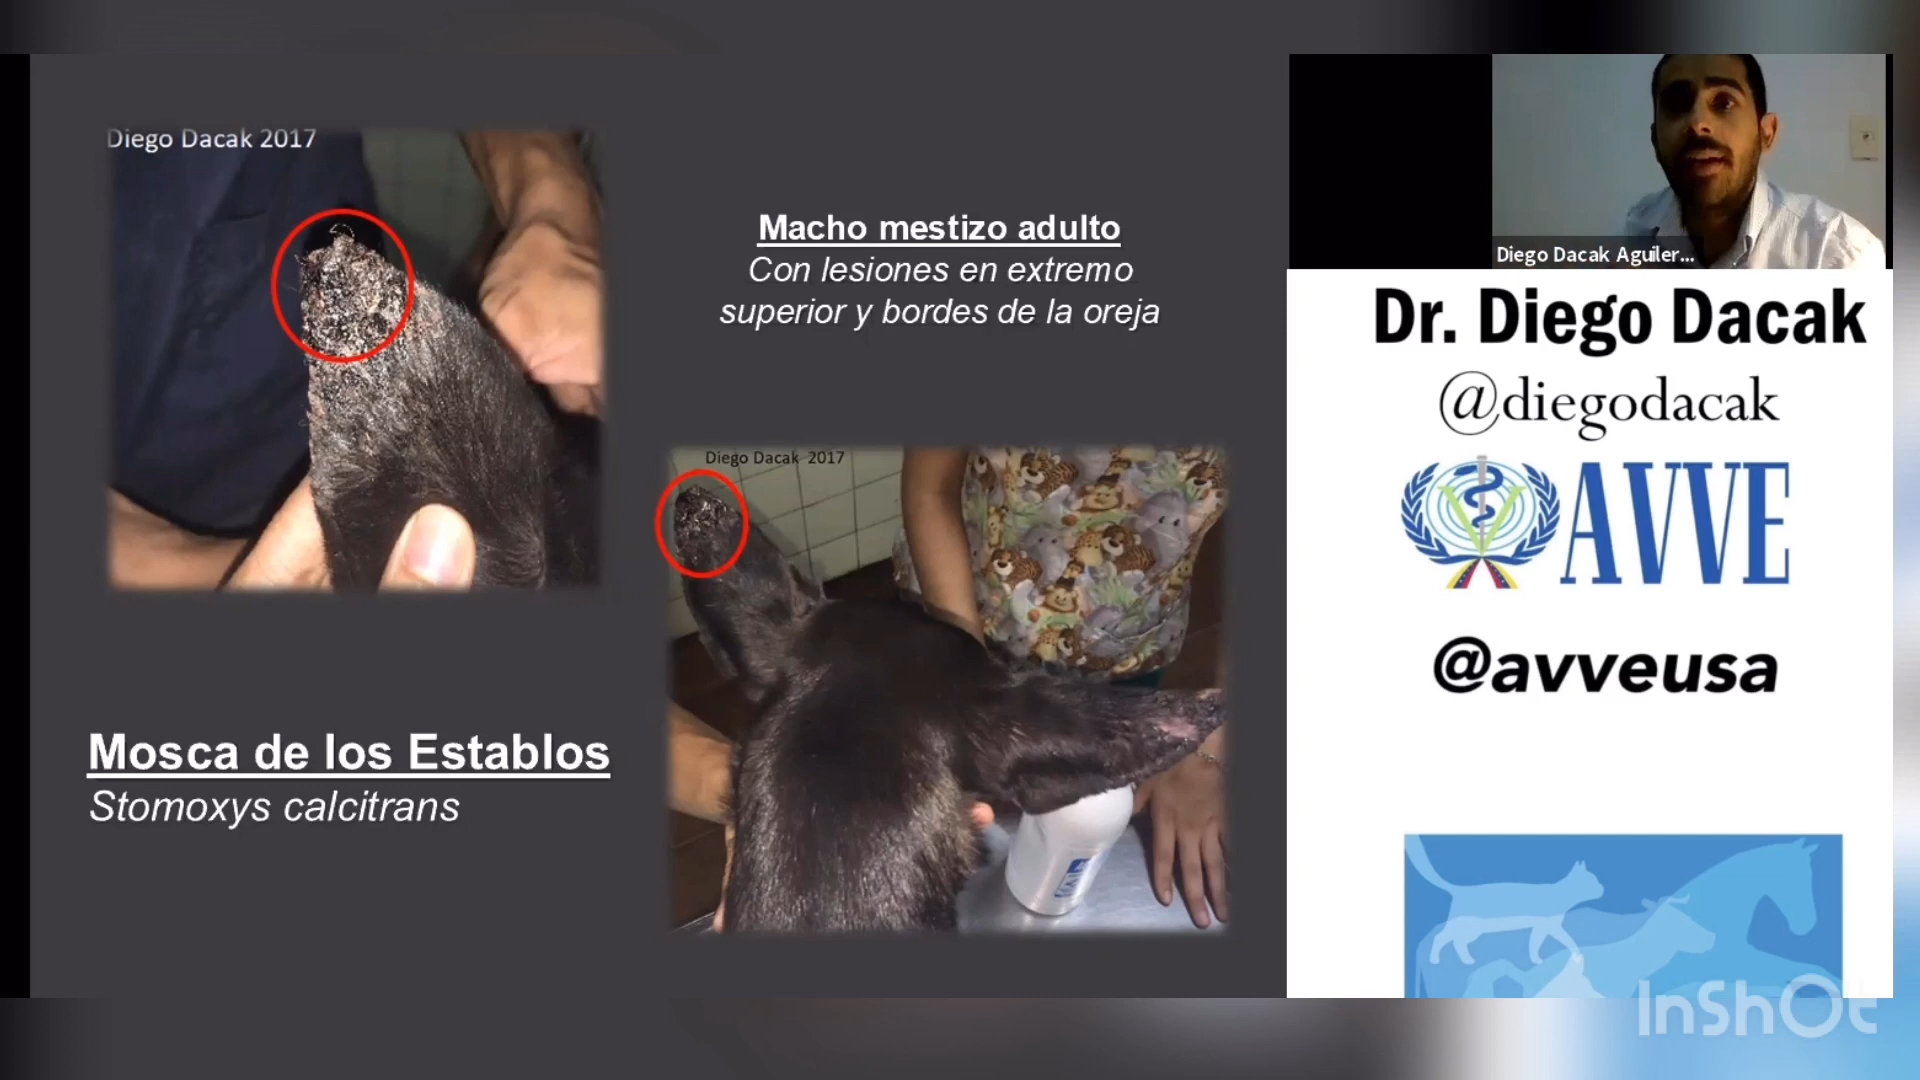 Diego Dacak 2017
Macho mestizo adulto
Con lesiones en extremo
superior y bordes de la oreja
Diego Dacak 2017
Mosca de los Establos
Stomoxys calcitrans
Diego Dacak Aguiler...
Dr. Diego Dacak
@diegodacak
AVVE
@avveusa
InShOt